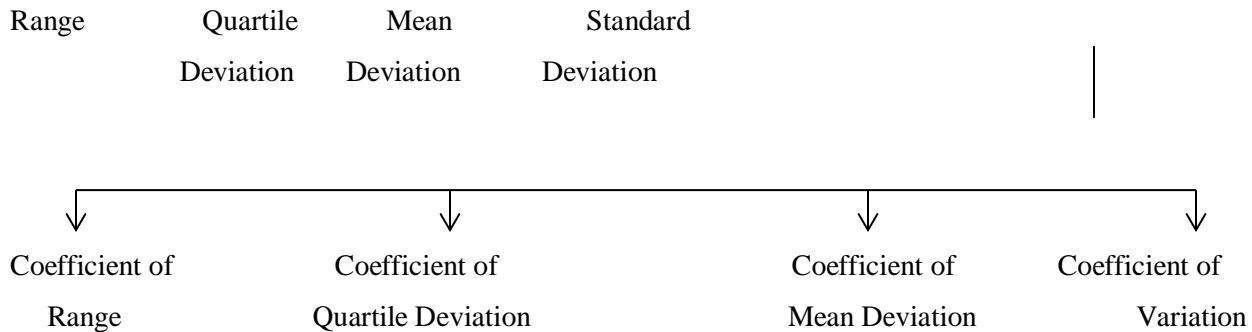 Range Quartile Mean Standard
Deviation Deviation Deviation
Coefficient of Coefficient of Coefficient of Coefficient of
Range Quartile Deviation Mean Deviation Variation